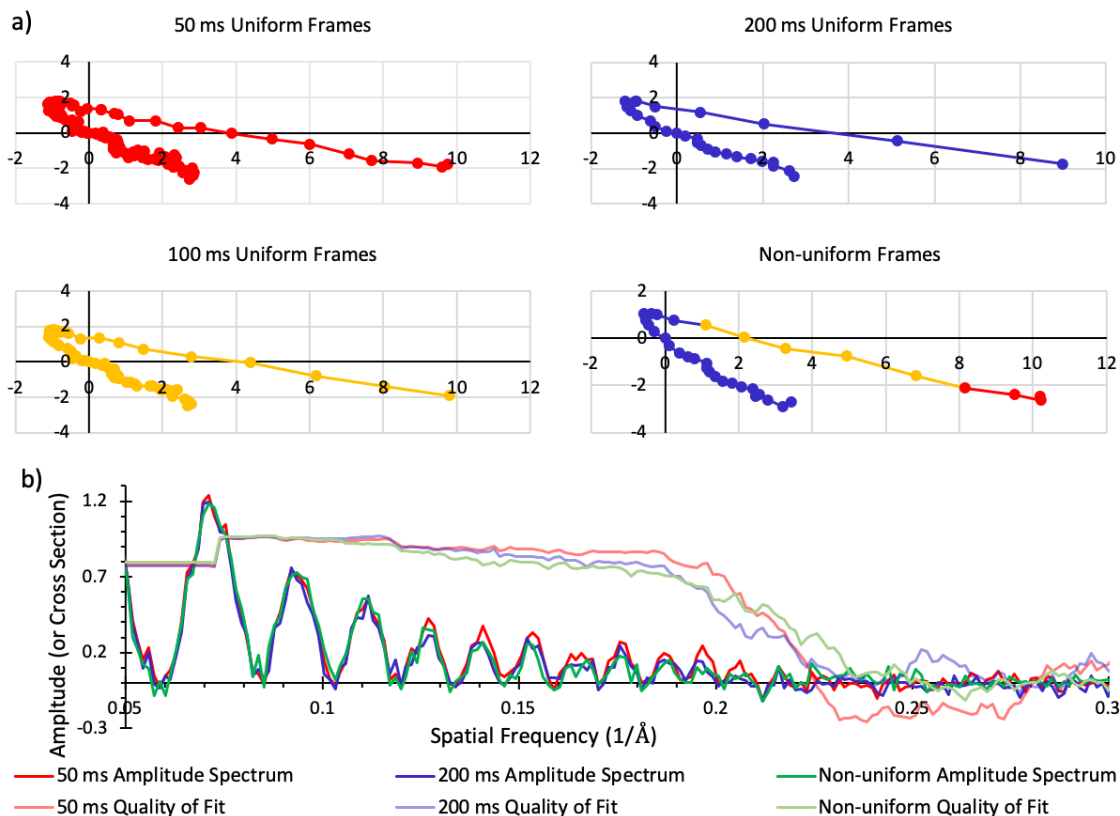 a)
50 ms Uniform Frames
200 ms Uniform Frames
4
2
0
-2
-4
-2 0 2 4 6 8 10 12
4
2
0
-2
-4
-2 0 2 4 6 8 10
100 ms Uniform Frames
Non-uniform Frames
4
2
0
-2
-4
-2 0 2 4 6 8 10 12
2
0
-2
-4
-2 0 2 4 6 8 10 12
b)
Amplitude (or Cross Section)
1.2
0.7
0.2
-0.3
0.05 0.1 0.15 0.2 0.25 0.3
Spatial Frequency (1/Å)
50 ms Amplitude Spectrum
200 ms Amplitude Spectrum
Non-uniform Amplitude Spectrum
50 ms Quality of Fit
200 ms Quality of Fit
Non-uniform Quality of Fit